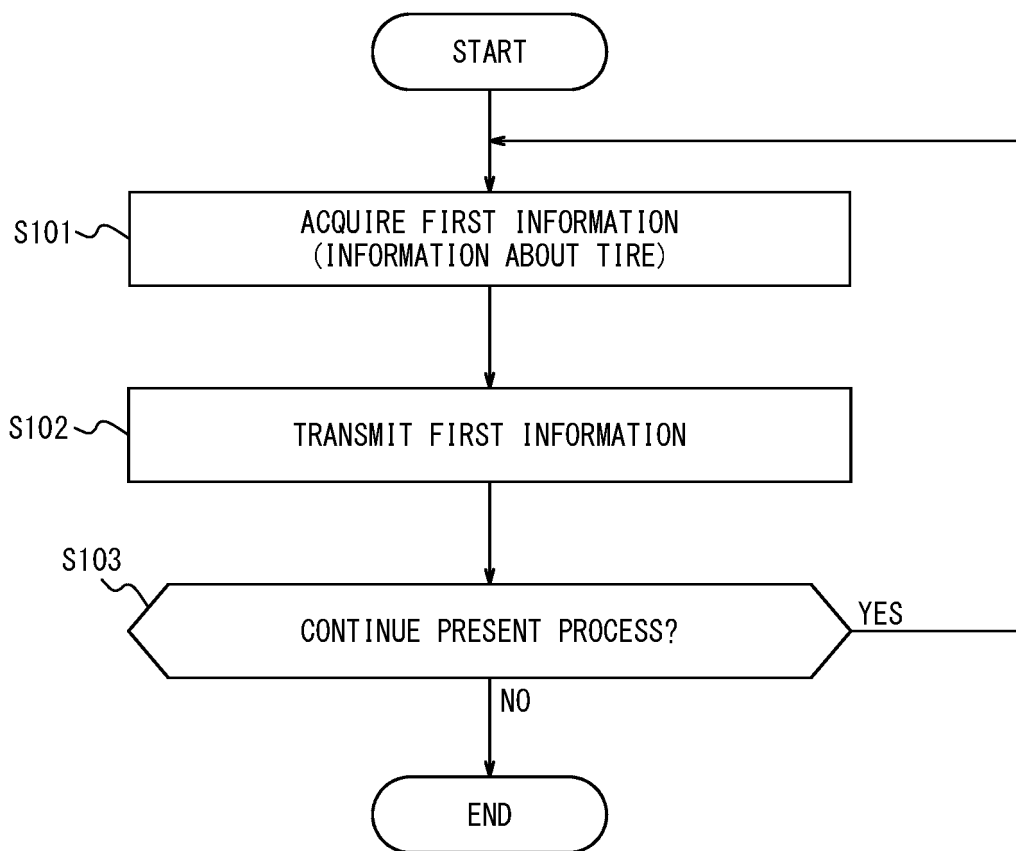 START
S101
ACQUIRE FIRST INFORMATION
(INFORMATION ABOUT TIRE)
S102
TRANSMIT FIRST INFORMATION
S103
CONTINUE PRESENT PROCESS?
YES
NO
END